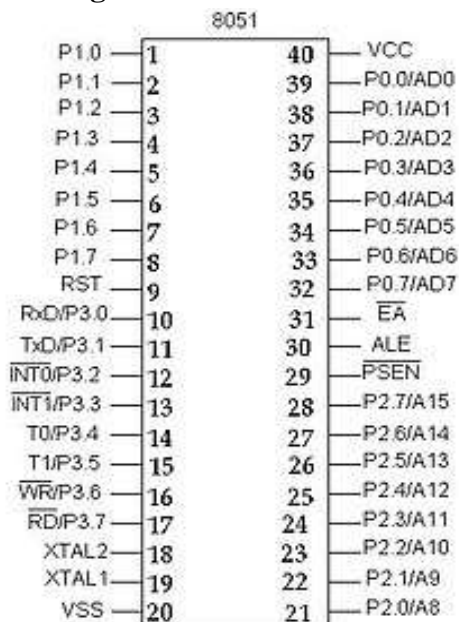 8051
P1.0 1 40 VCC
P1.1 2 39 P0.0/AD0
P1.2 3 38 P0.1/AD1
P1.3 4 37 P0.2/AD2
P1.4 5 36 P0.3/AD3
P1.5 6 35 P0.4/AD4
P1.6 7 34 P0.5/AD5
P1.7 8 33 P0.6/AD6
RST 9 32 P0.7/AD7
RxD/P3.0 10 31 E̅A̅
TxD/P3.1 11 30 ALE
I̅N̅T̅0̅/P3.2 12 29 P̅S̅E̅N̅
I̅N̅T̅1̅/P3.3 13 28 P2.7/A15
T0/P3.4 14 27 P2.6/A14
T1/P3.5 15 26 P2.5/A13
W̅R̅/P3.6 16 25 P2.4/A12
R̅D̅/P3.7 17 24 P2.3/A11
XTAL2 18 23 P2.2/A10
XTAL1 19 22 P2.1/A9
VSS 20 21 P2.0/A8